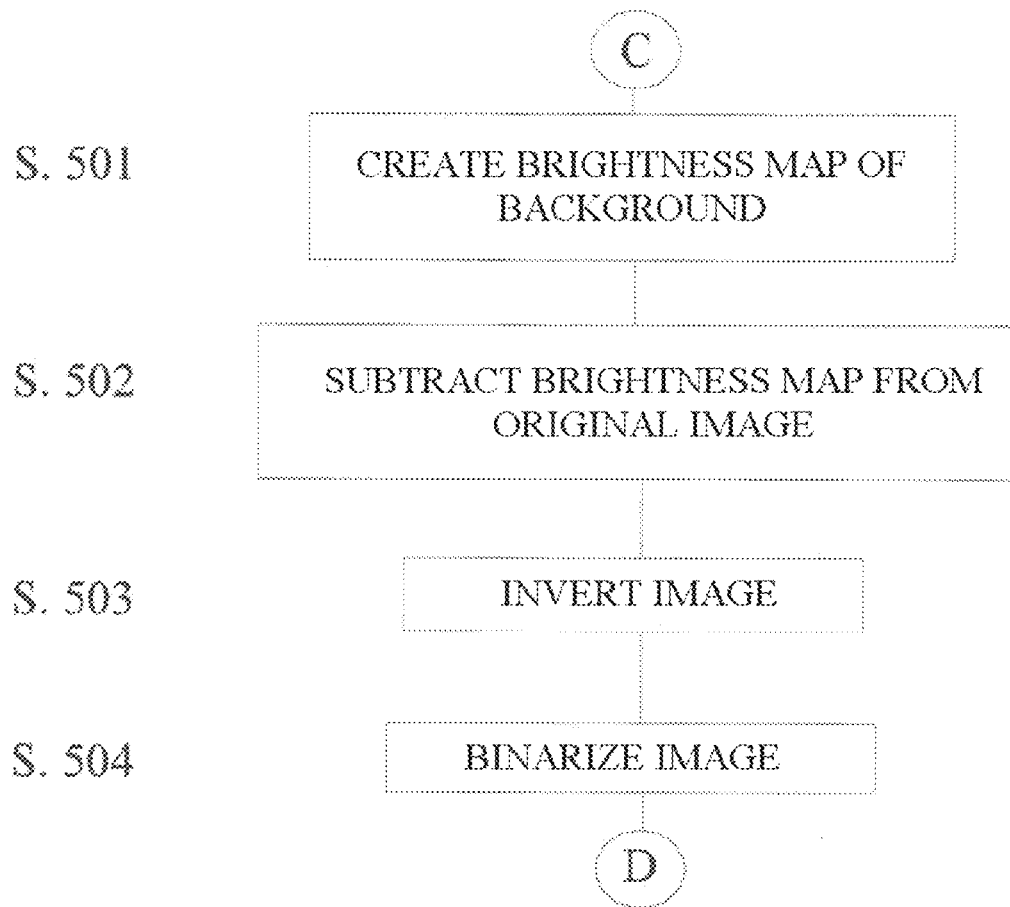 C
S. 501
CREATE BRIGHTNESS MAP OF
BACKGROUND
S. 502
SUBTRACT BRIGHTNESS MAP FROM
ORIGINAL IMAGE
S. 503
INVERT IMAGE
S. 504
BINARIZE IMAGE
D